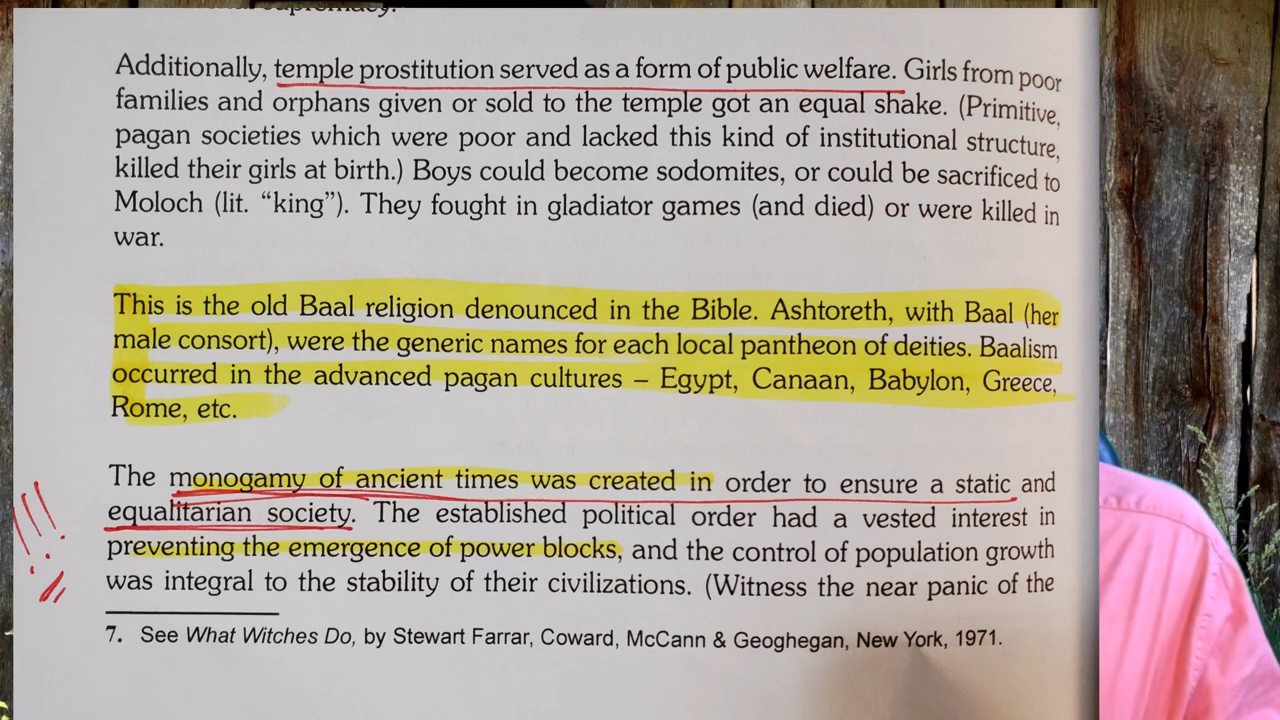 supremacy.
Additionally, temple prostitution served as a form of public welfare. Girls from poor
families and orphans given or sold to the temple got an equal shake. (Primitive,
pagan societies which were poor and lacked this kind of institutional structure,
killed their girls at birth.) Boys could become sodomites, or could be sacrificed to
Moloch (lit. “king”). They fought in gladiator games (and died) or were killed in
war.
This is the old Baal religion denounced in the Bible. Ashtoreth, with Baal (her
male consort), were the generic names for each local pantheon of deities. Baalism
occurred in the advanced pagan cultures – Egypt, Canaan, Babylon, Greece,
Rome, etc.
The monogamy of ancient times was created in order to ensure a static and
equalitarian society. The established political order had a vested interest in
preventing the emergence of power blocks, and the control of population growth
was integral to the stability of their civilizations. (Witness the near panic of the
7. See What Witches Do, by Stewart Farrar, Coward, McCann & Geoghegan, New York, 1971.